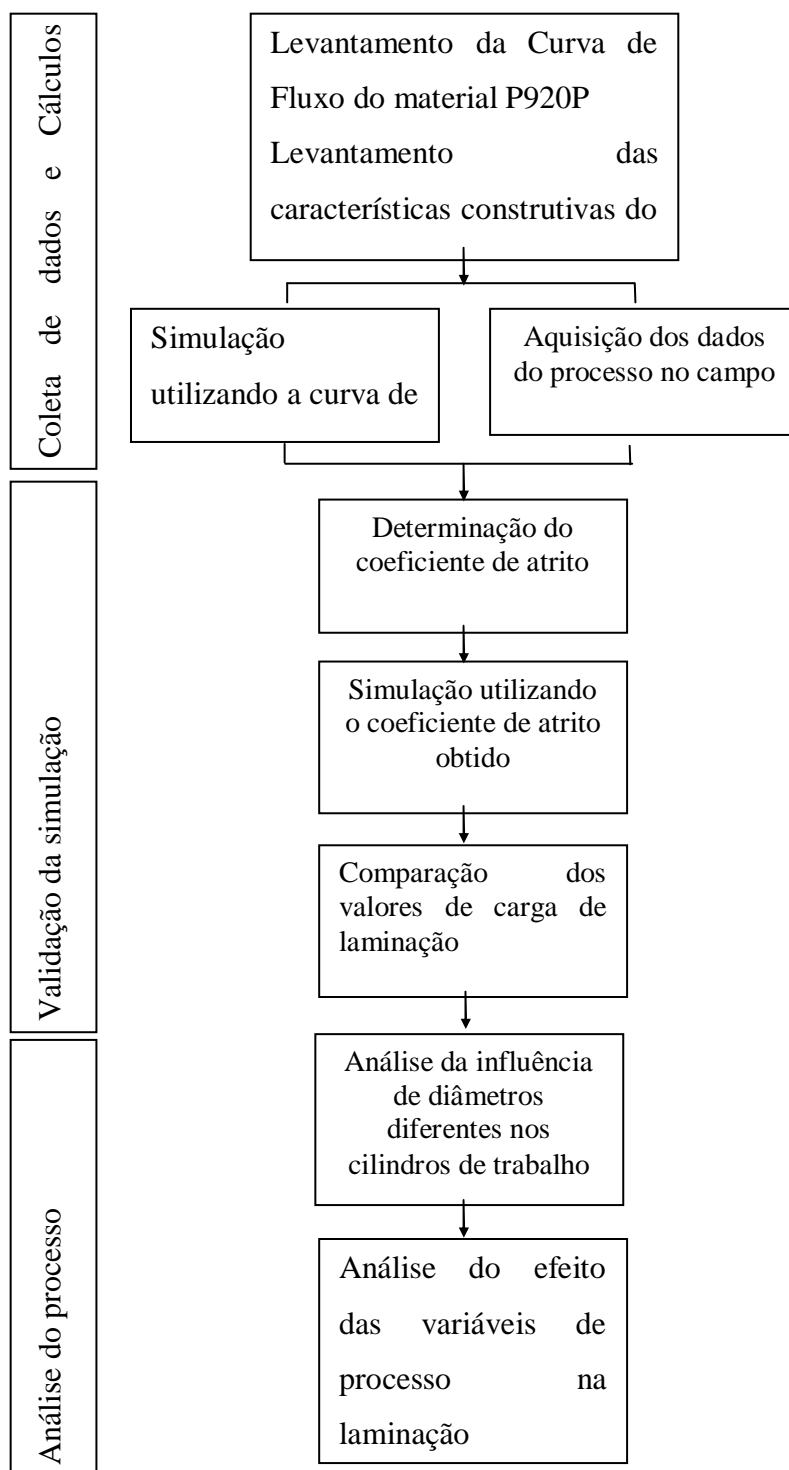 Coleta de dados e Cálculos
Levantamento da Curva de
Fluxo do material P920P
Levantamento das
características construtivas do
Simulação
utilizando a curva de
Aquisição dos dados
do processo no campo
Validação da simulação
Determinação do
coeficiente de atrito
Simulação utilizando
o coeficiente de atrito
obtido
Comparação dos
valores de carga de
laminação
Análise do processo
Análise da influência
de diâmetros
diferentes nos
cilindros de trabalho
Análise do efeito
das variáveis de
processo na
laminação